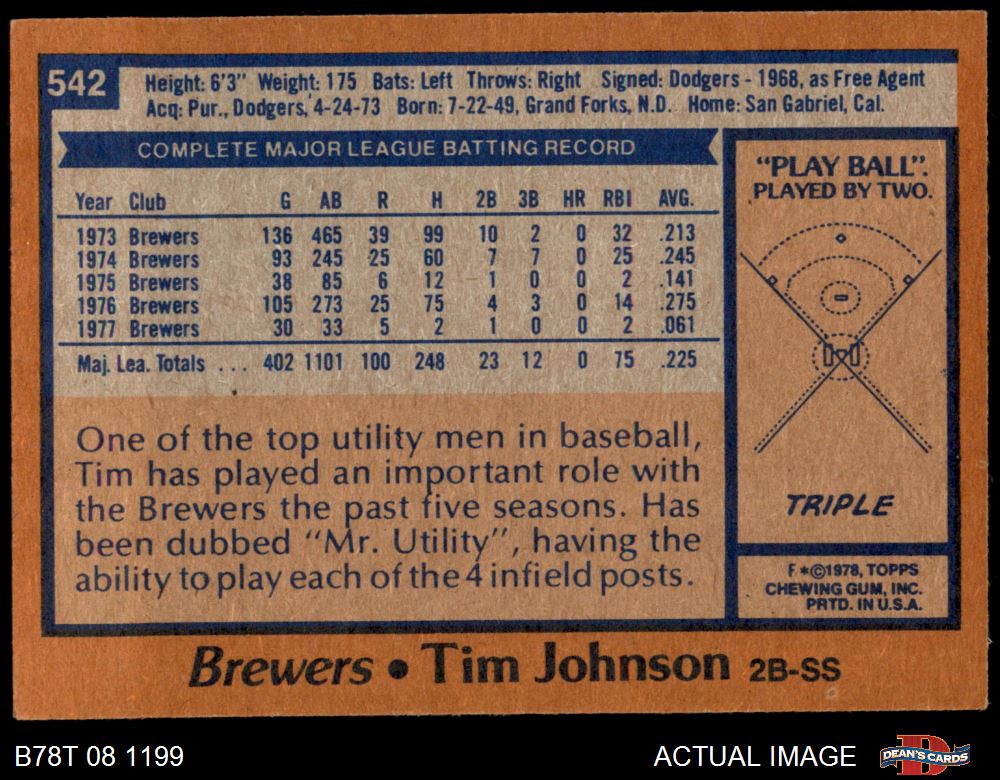 542
Height: 6'3" Weight: 175 Bats: Left Throws: Right Signed: Dodgers - 1968, as Free Agent
Acq: Pur., Dodgers, 4-24-73 Born: 7-22-49, Grand Forks, N.D. Home: San Gabriel, Cal.
COMPLETE MAJOR LEAGUE BATTING RECORD
Year Club G AB R H 2B 3B HR RBI AVG.
1973 Brewers 136 465 39 99 10 2 0 32 .213
1974 Brewers 93 245 25 60 7 7 0 25 .245
1975 Brewers 38 85 6 12 1 0 0 2 .141
1976 Brewers 105 273 25 75 4 3 0 14 .275
1977 Brewers 30 33 5 2 1 0 0 2 .061
Maj. Lea. Totals ... 402 1101 100 248 23 12 0 75 .225
One of the top utility men in baseball,
Tim has played an important role with
the Brewers the past five seasons. Has
been dubbed "Mr. Utility", having the
ability to play each of the 4 infield posts.
"PLAY BALL".
PLAYED BY TWO.
TRIPLE
F *©1978, TOPPS
CHEWING GUM, INC.
PRTD. IN U.S.A.
Brewers • Tim Johnson 2B-SS
B78T 08 1199
ACTUAL IMAGE
DEAN'S CARDS